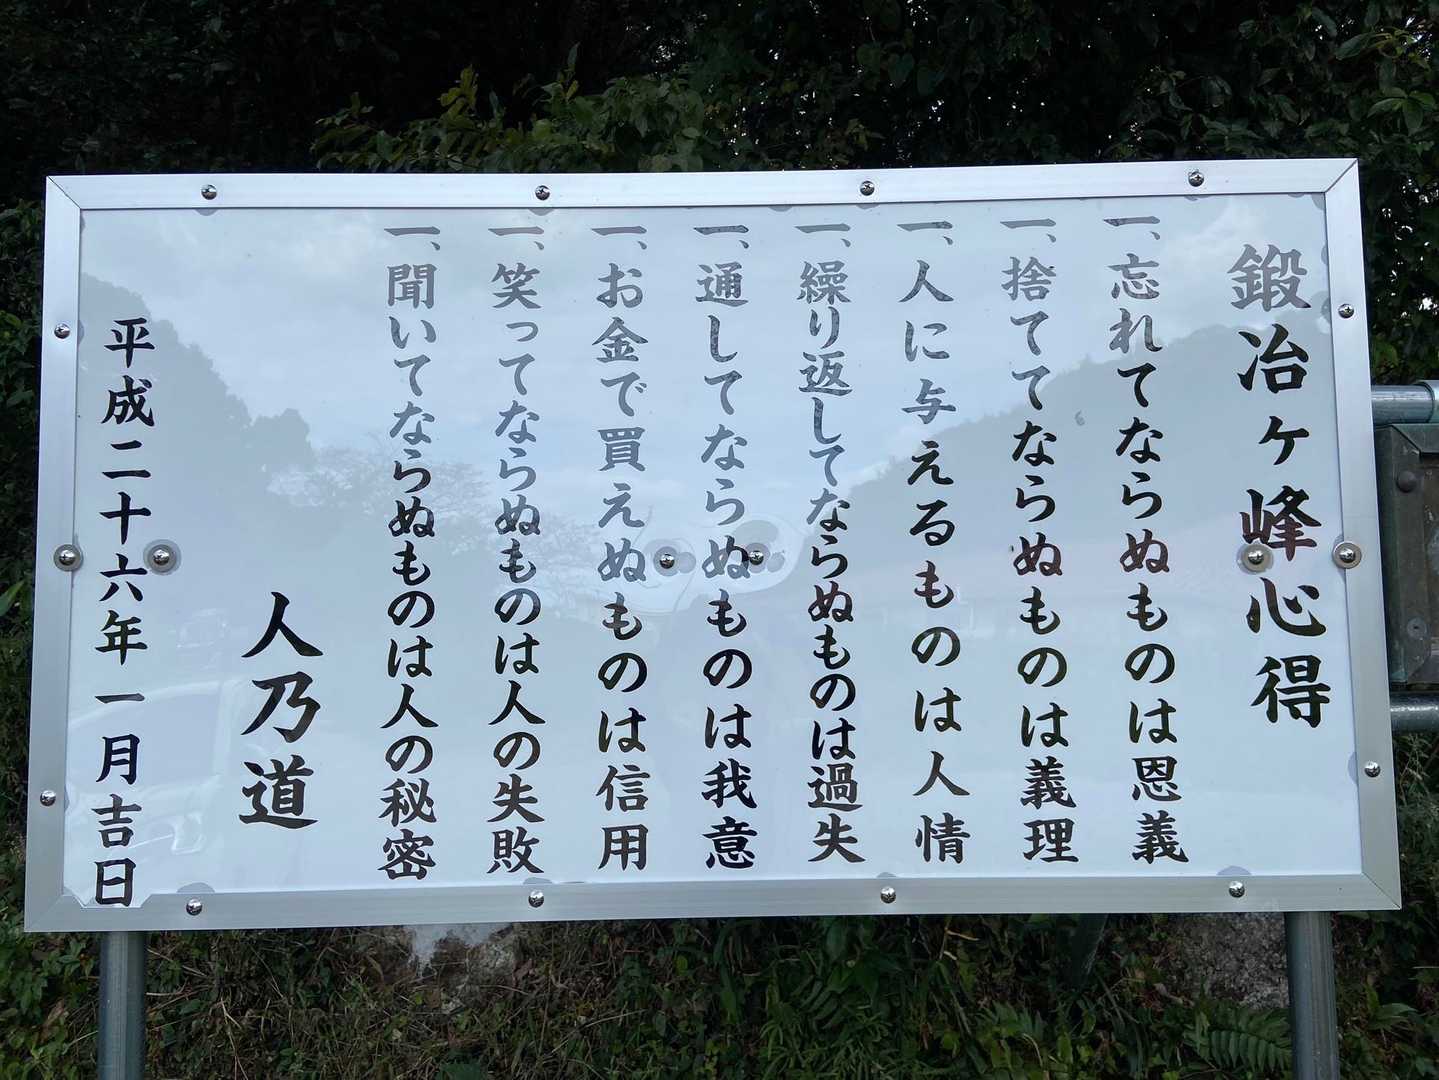 鍛冶ヶ峰心得
一、忘れてならぬものは恩義
一、捨ててならぬものは義理
一、人に与えるものは人情
一、繰り返してならぬものは過失
一、通してならぬものは我意
一、お金で買えぬものは信用
一、笑ってならぬものは人の失敗
一、聞いてならぬものは人の秘密
人乃道
平成二十六年一月吉日